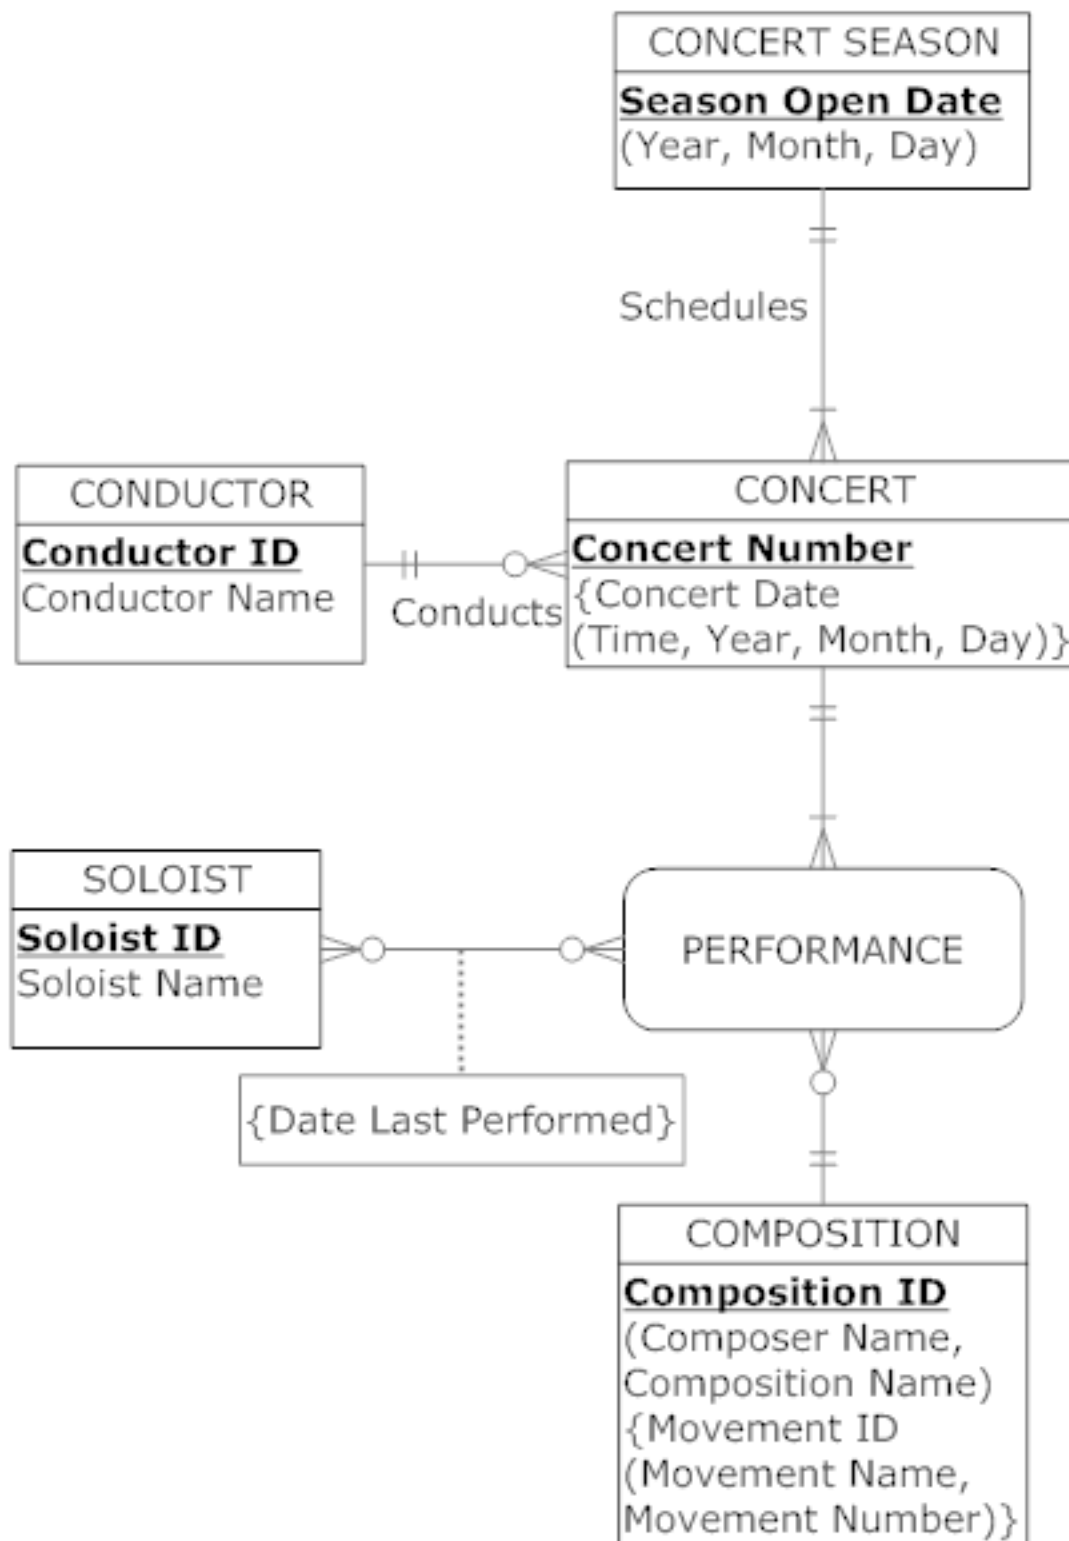 CONCERT SEASON
Season Open Date
(Year, Month, Day)
Schedules
CONDUCTOR
Conductor ID
Conductor Name
Conducts
CONCERT
Concert Number
{Concert Date
(Time, Year, Month, Day)}
SOLOIST
Soloist ID
Soloist Name
PERFORMANCE
{Date Last Performed}
COMPOSITION
Composition ID
(Composer Name,
Composition Name)
{Movement ID
(Movement Name,
Movement Number)}